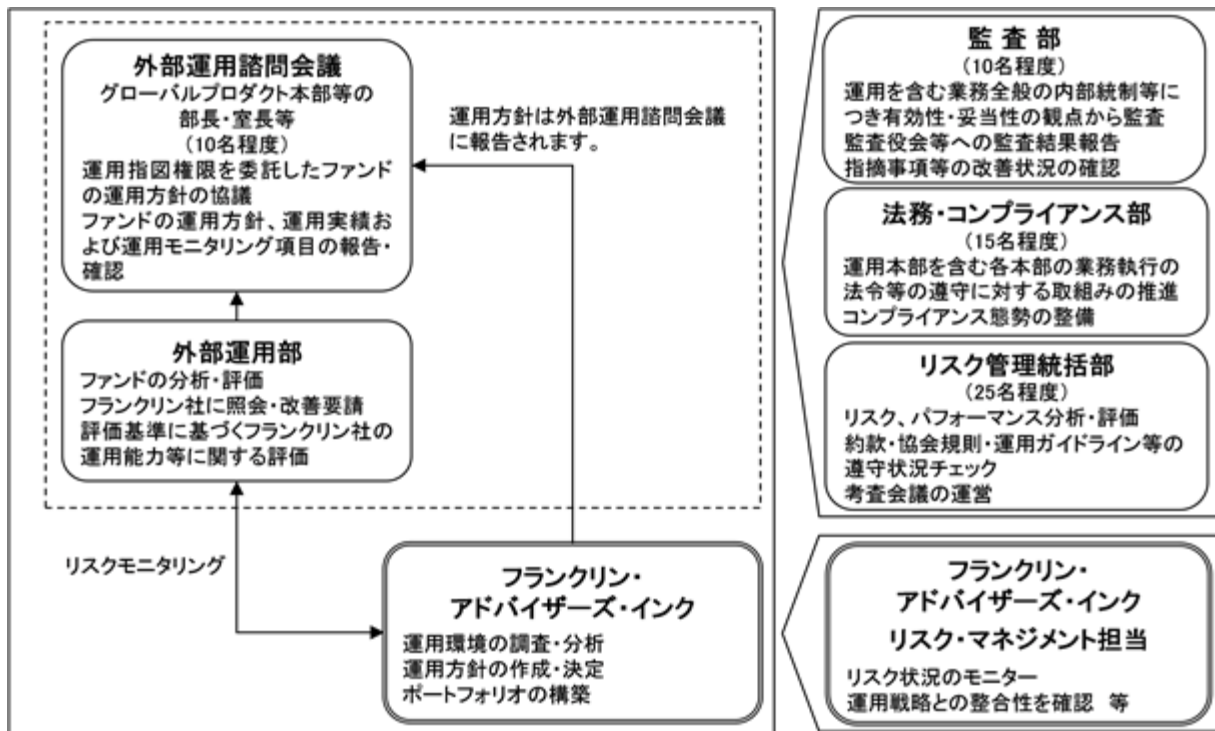 外部運用諮問会議
グローバルプロダクト本部等の
部長・室長等
(10名程度)
運用指図権限を委託したファンド
の運用方針の協議
ファンドの運用方針、運用実績お
よび運用モニタリング項目の報告・
確認
運用方針は外部運用諮問会議
に報告されます。
外部運用部
ファンドの分析・評価
フランクリン社に照会・改善要請
評価基準に基づくフランクリン社の
運用能力等に関する評価
リスクモニタリング
フランクリン・
アドバイザーズ・インク
運用環境の調査・分析
運用方針の作成・決定
ポートフォリオの構築
監 査 部
(10名程度)
運用を含む業務全般の内部統制等に
つき有効性・妥当性の観点から監査
監査役会等への監査結果報告
指摘事項等の改善状況の確認
法務・コンプライアンス部
(15名程度)
運用本部を含む各本部の業務執行の
法令等の遵守に対する取組みの推進
コンプライアンス態勢の整備
リスク管理統括部
(25名程度)
リスク、パフォーマンス分析・評価
約款・協会規則・運用ガイドライン等の
遵守状況チェック
考査会議の運営
フランクリン・
アドバイザーズ・インク
リスク・マネジメント担当
リスク状況のモニター
運用戦略との整合性を確認 等